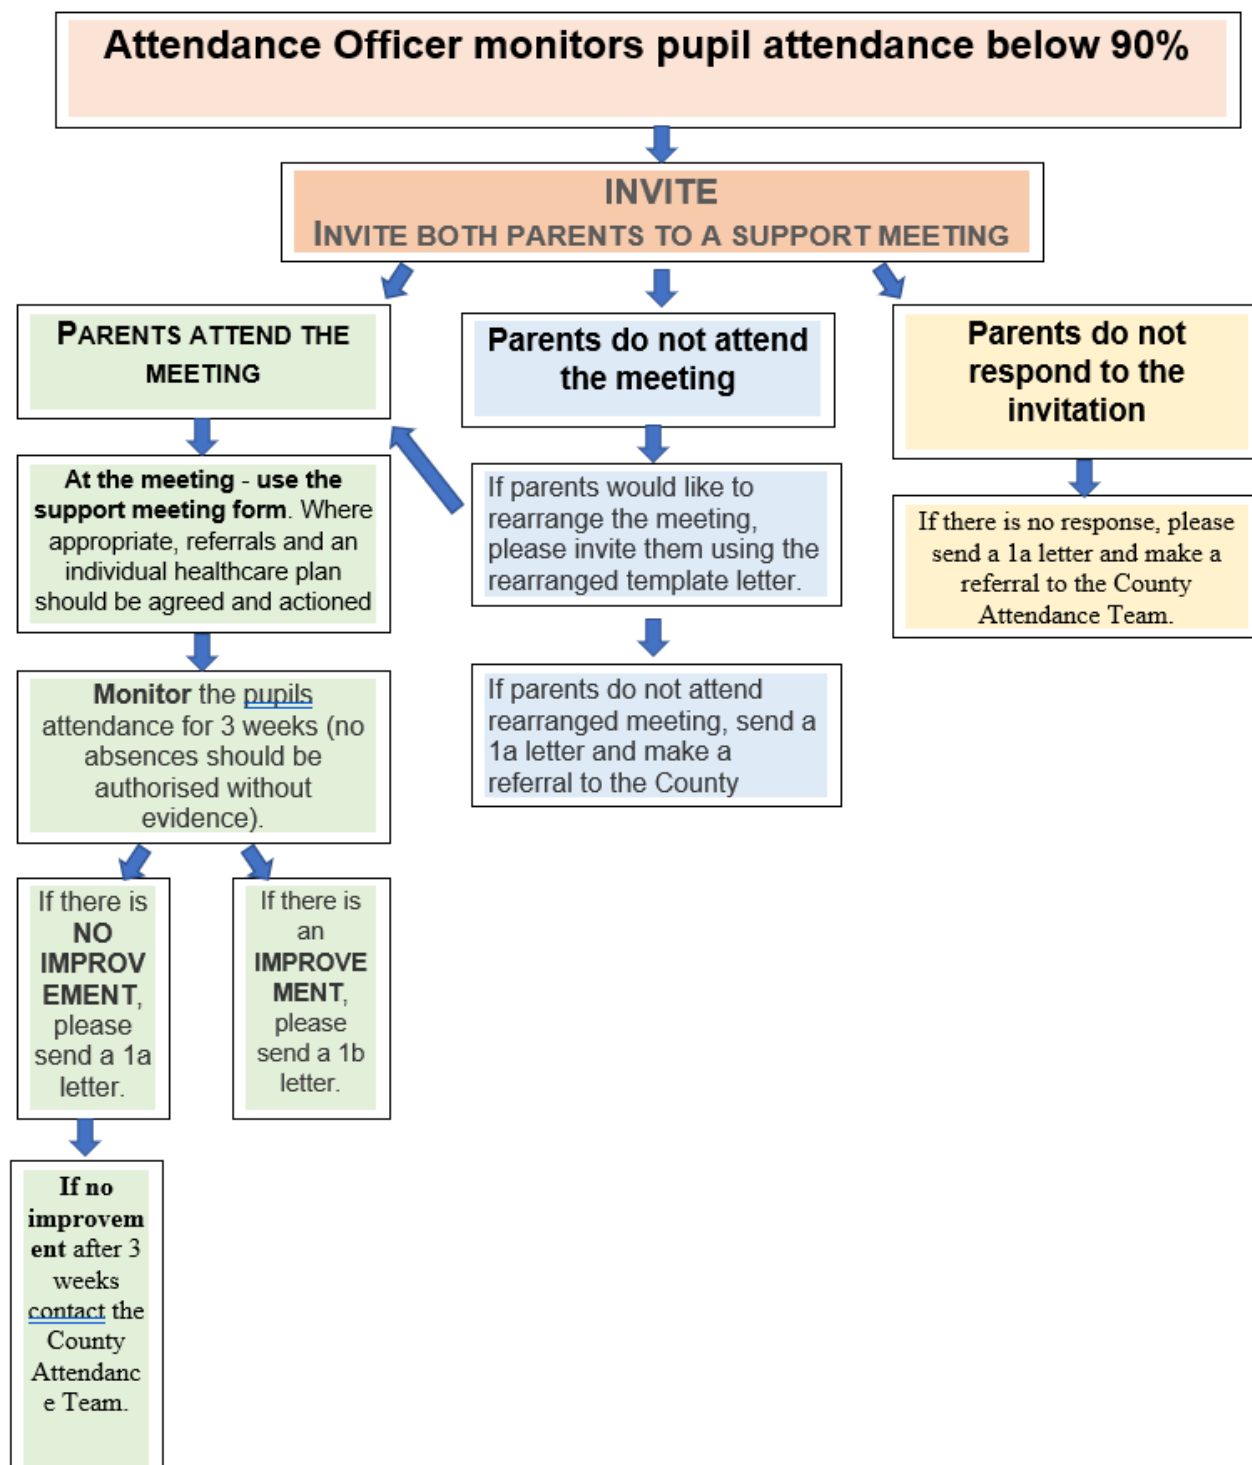 Attendance Officer monitors pupil attendance below 90%
INVITE
INVITE BOTH PARENTS TO A SUPPORT MEETING
PARENTS ATTEND THE
MEETING
At the meeting - use the
support meeting form. Where
appropriate, referrals and an
individual healthcare plan
should be agreed and actioned
Monitor the pupils
attendance for 3 weeks (no
absences should be
authorised without
evidence).
If there is
NO
IMPROV
EMENT,
please
send a 1a
letter.
If no
improvem
ent after 3
weeks
contact the
County
Attendanc
e Team.
If there is
an
IMPROVE
MENT,
please
send a 1b
letter.
Parents do not attend
the meeting
If parents would like to
rearrange the meeting,
please invite them using the
rearranged template letter.
If parents do not attend
rearranged meeting, send a
1a letter and make a
referral to the County
Parents do not
respond to the
invitation
If there is no response, please
send a 1a letter and make a
referral to the County
Attendance Team.